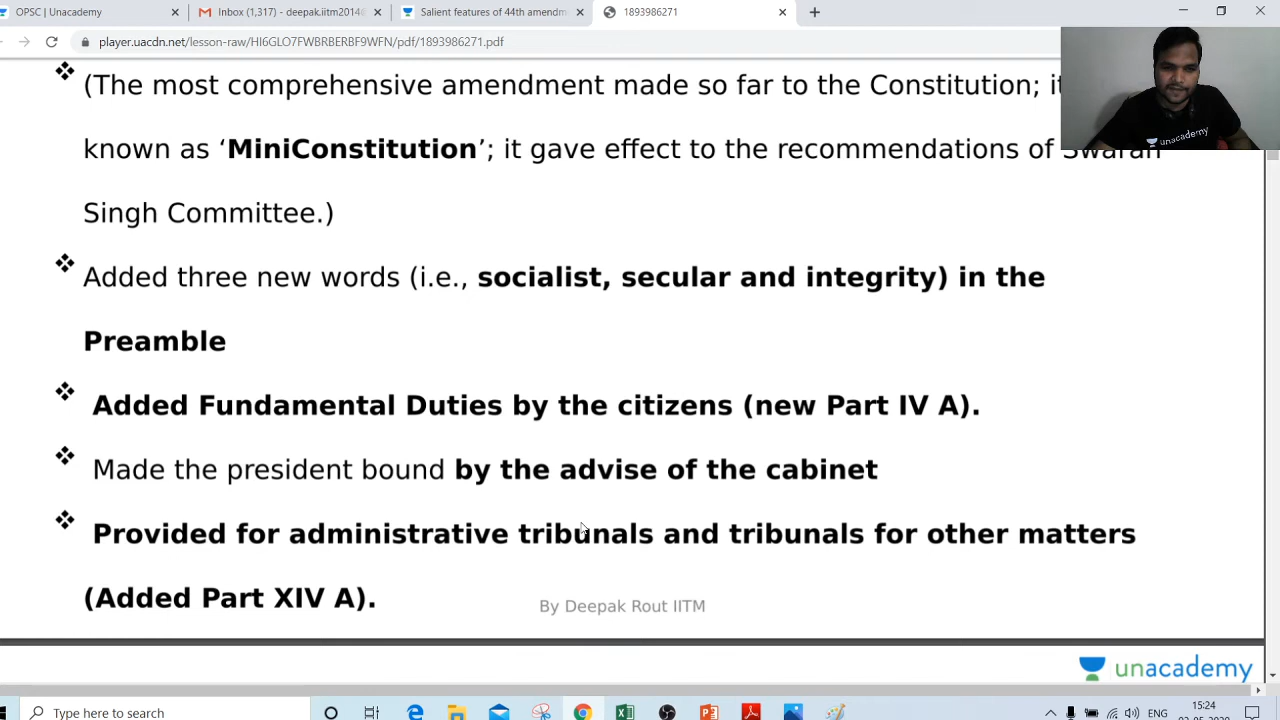 OPSC | Unacademy
Inbox (1,317) - deepak.iitm2014@
Salient features of 44th amendm
1893986271
player.uacdn.net/lesson-raw/HI6GLO7FWBRBERBF9WFN/pdf/1893986271.pdf
❖ (The most comprehensive amendment made so far to the Constitution; it
known as ‘MiniConstitution’; it gave effect to the recommendations of Swaran
Singh Committee.)
❖ Added three new words (i.e., socialist, secular and integrity) in the
Preamble
❖ Added Fundamental Duties by the citizens (new Part IV A).
❖ Made the president bound by the advise of the cabinet
❖ Provided for administrative tribunals and tribunals for other matters
(Added Part XIV A).
By Deepak Rout IITM
unacademy
unacademy
Type here to search
ENG
15:24
02-05-2020